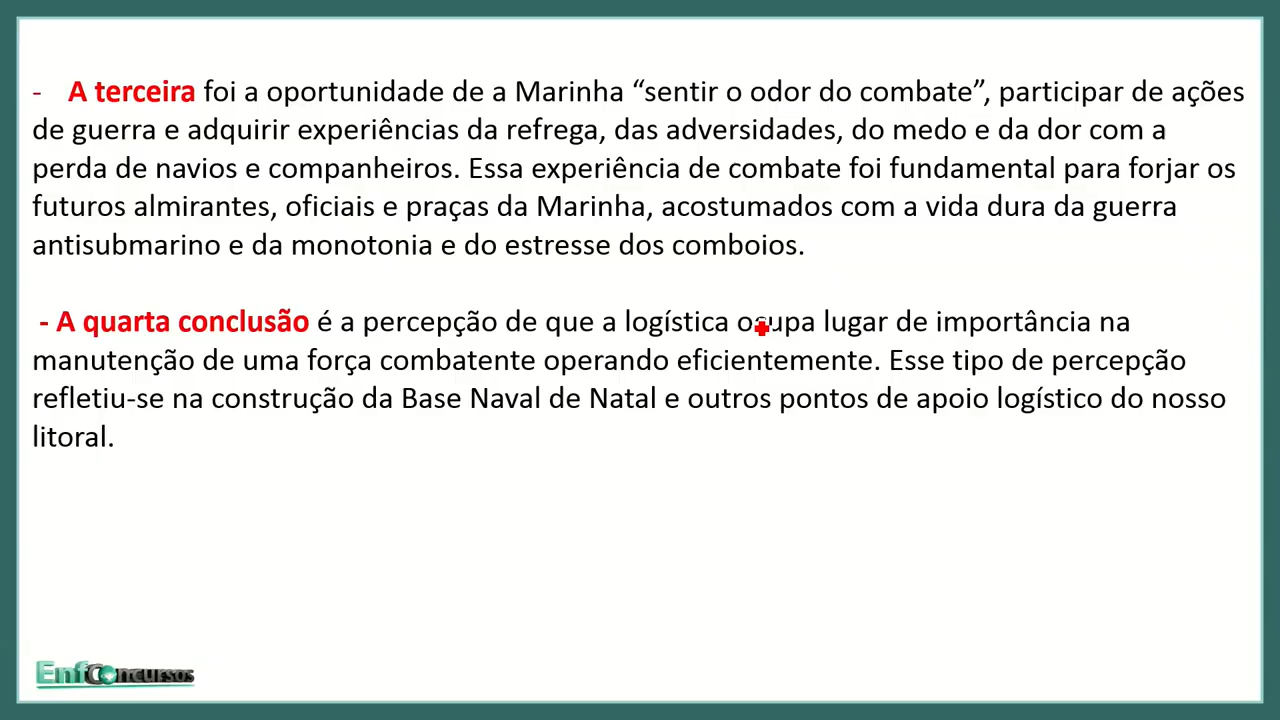 - A terceira foi a oportunidade de a Marinha “sentir o odor do combate”, participar de ações
de guerra e adquirir experiências da refrega, das adversidades, do medo e da dor com a
perda de navios e companheiros. Essa experiência de combate foi fundamental para forjar os
futuros almirantes, oficiais e praças da Marinha, acostumados com a vida dura da guerra
antisubmarino e da monotonia e do estresse dos comboios.
- A quarta conclusão é a percepção de que a logística ocupa lugar de importância na
manutenção de uma força combatente operando eficientemente. Esse tipo de percepção
refletiu-se na construção da Base Naval de Natal e outros pontos de apoio logístico do nosso
litoral.
EnfConcursos